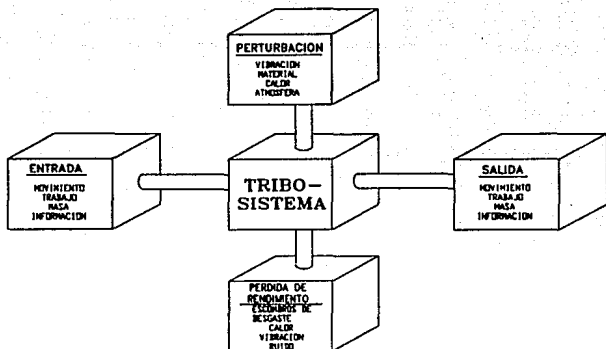 PERTURBACION
VIBRACION
MATERIAL
CALOR
ATMOSFERA
ENTRADA
MOVIMIENTO
TRABAJO
MASA
INFORMACION
TRIBO-
SISTEMA
SALIDA
MOVIMIENTO
TRABAJO
MASA
INFORMACION
PERDIDA DE
RENDIMIENTO
ESCOMBROS DE
DESGASTE
CALOR
VIBRACION
RUIDO